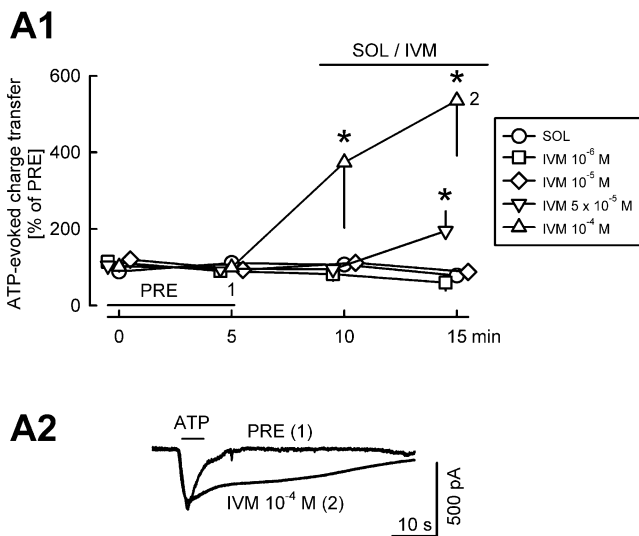 A1
SOL / IVM
ATP-evoked charge transfer
[% of PRE]
600
400
200
0
*
*
2
*
PRE
1
0
5
10
15 min
SOL
IVM 10⁻⁶ M
IVM 10⁻⁵ M
IVM 5 x 10⁻⁵ M
IVM 10⁻⁴ M
A2
ATP
PRE (1)
IVM 10⁻⁴ M (2)
10 s
500 pA